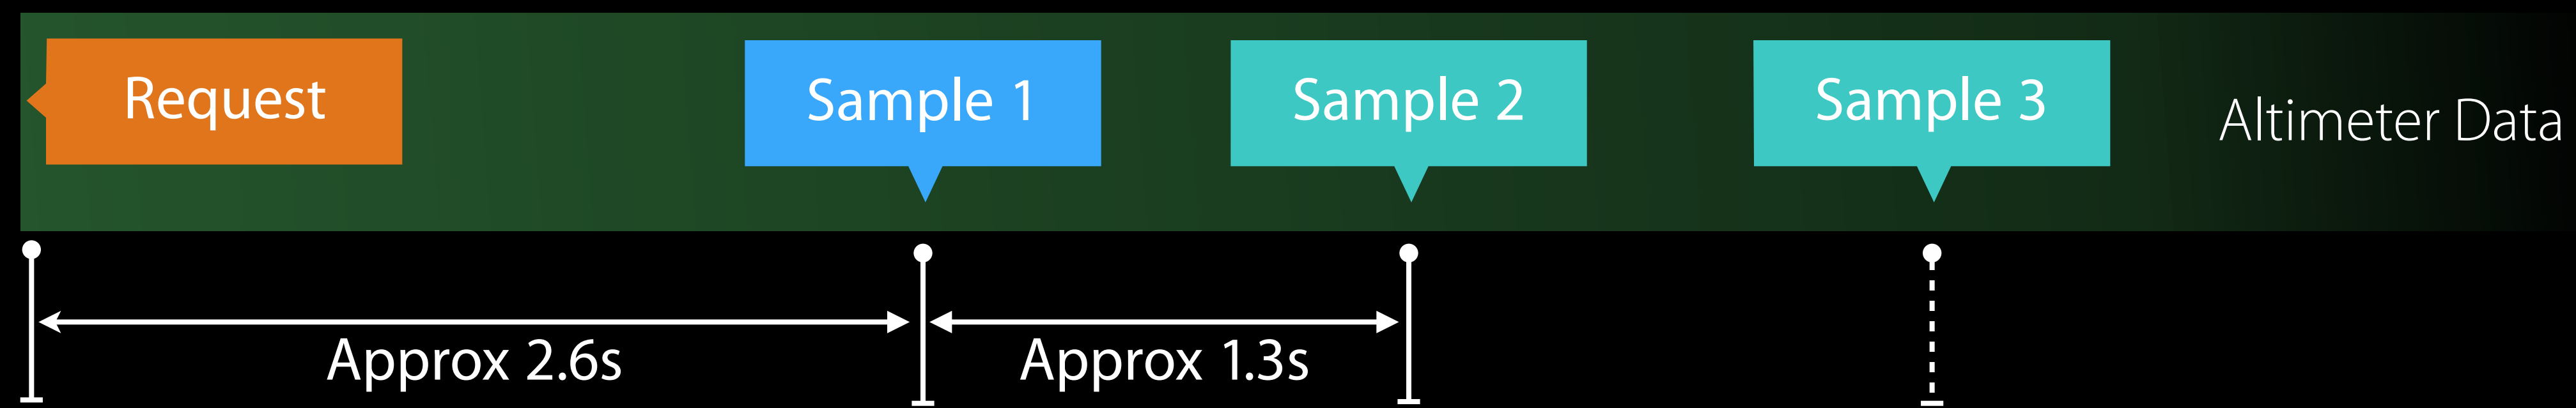 Request
Sample 1
Sample 2
Sample 3
Altimeter Data
Approx 2.6s
Approx 1.3s